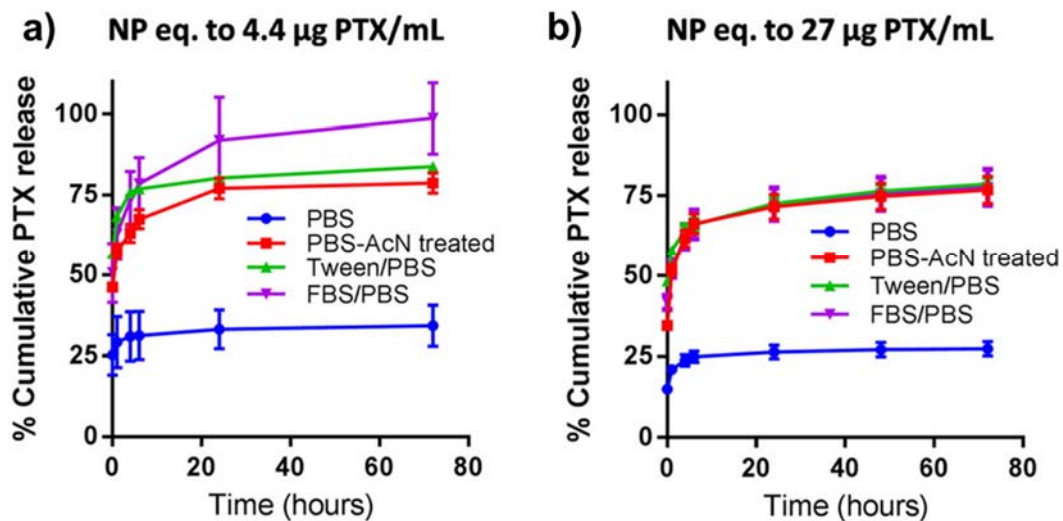 a) NP eq. to 4.4 µg PTX/mL
% Cumulative PTX release
100
75
50
25
0
PBS
PBS-AcN treated
Tween/PBS
FBS/PBS
0 20 40 60 80
Time (hours)
b) NP eq. to 27 µg PTX/mL
% Cumulative PTX release
100
75
50
25
0
PBS
PBS-AcN treated
Tween/PBS
FBS/PBS
0 20 40 60 80
Time (hours)